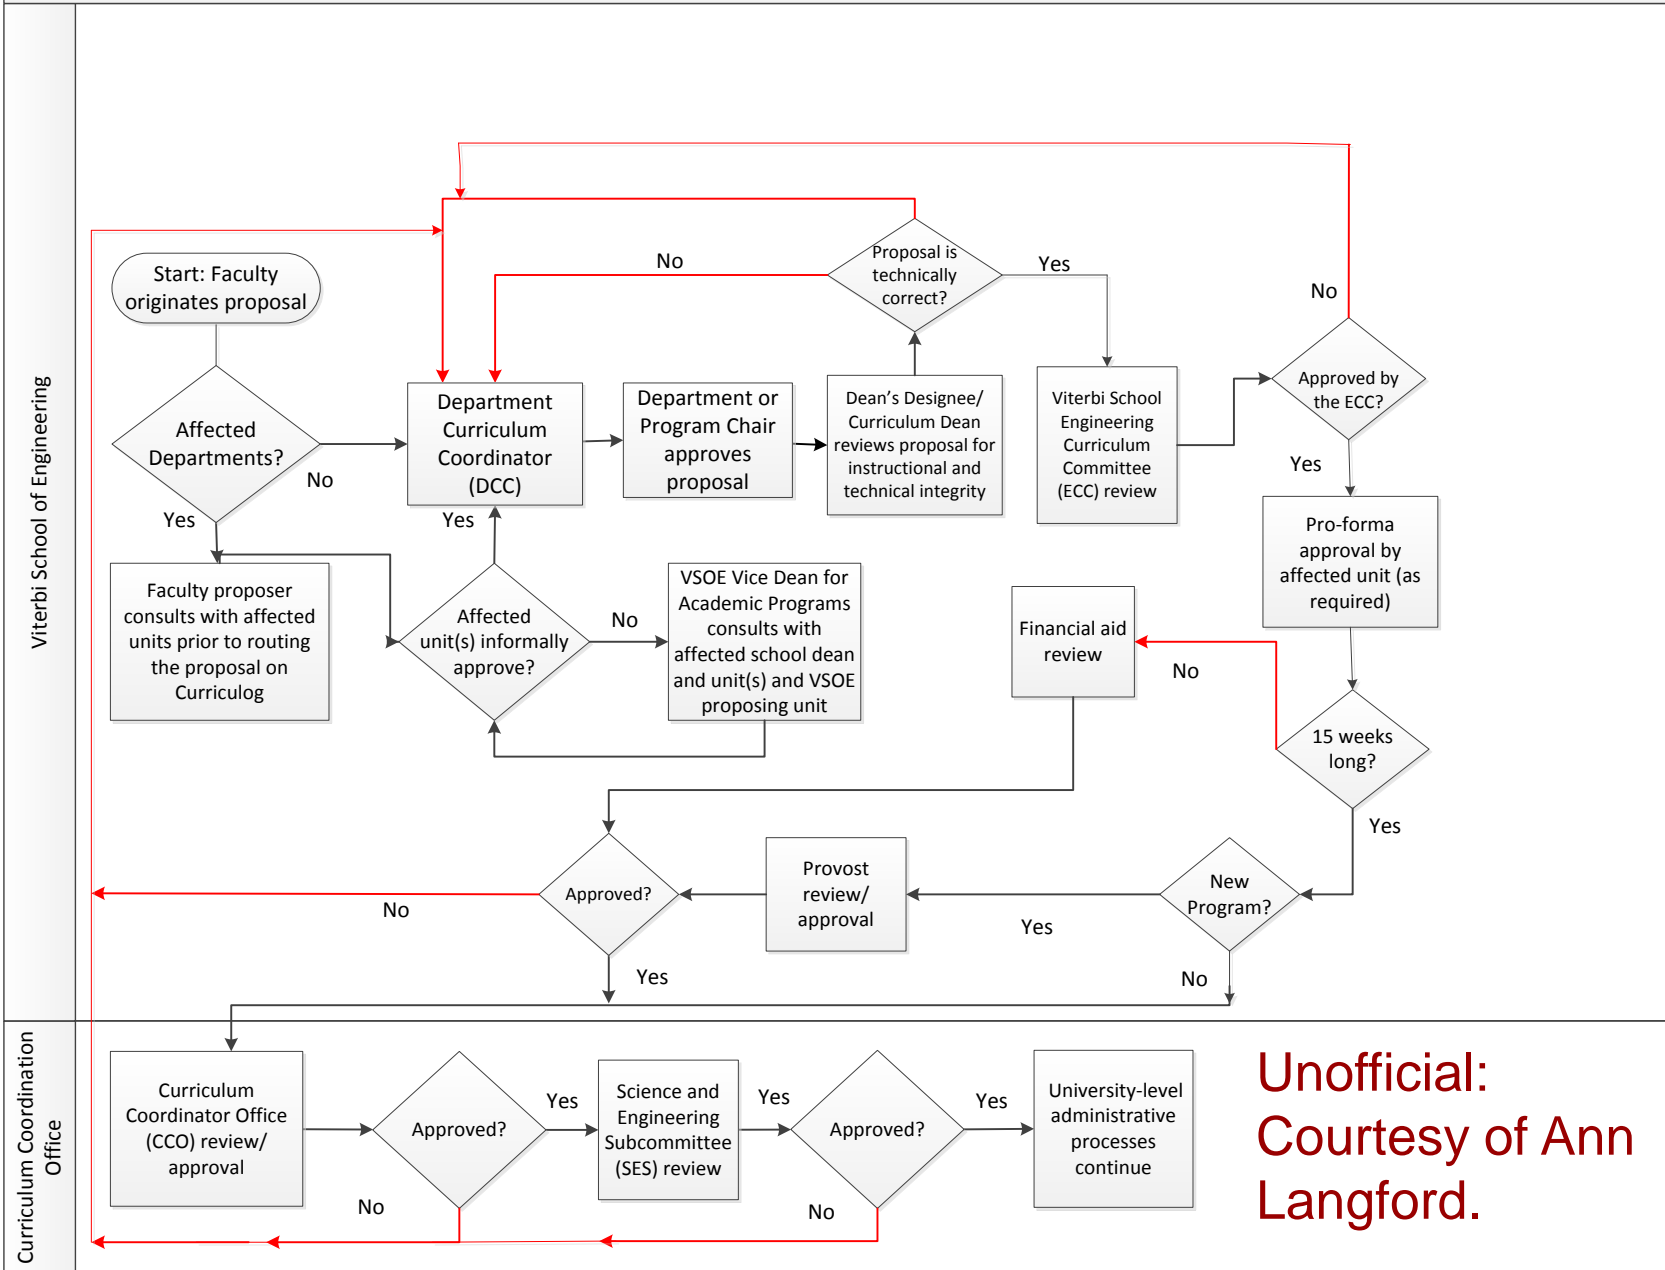 Viterbi School of Engineering
Start: Faculty
originates proposal
Affected
Departments?
No
Yes
Faculty proposer
consults with affected
units prior to routing
the proposal on
Curriculog
Department
Curriculum
Coordinator
(DCC)
Yes
Affected
unit(s) informally
approve?
No
VSOE Vice Dean for
Academic Programs
consults with
affected school dean
and unit(s) and VSOE
proposing unit
Department or
Program Chair
approves
proposal
Dean’s Designee/
Curriculum Dean
reviews proposal for
instructional and
technical integrity
Proposal is
technically
correct?
No
Yes
Viterbi School
Engineering
Curriculum
Committee
(ECC) review
Approved by
the ECC?
No
Yes
Pro-forma
approval by
affected unit (as
required)
15 weeks
long?
No
Financial aid
review
Yes
New
Program?
Yes
No
Provost
review/
approval
Approved?
No
Yes
Curriculum Coordination
Office
Curriculum
Coordinator Office
(CCO) review/
approval
Approved?
No
Yes
Science and
Engineering
Subcommittee
(SES) review
Yes
Approved?
No
Yes
University-level
administrative
processes
continue
Unofficial:
Courtesy of Ann
Langford.